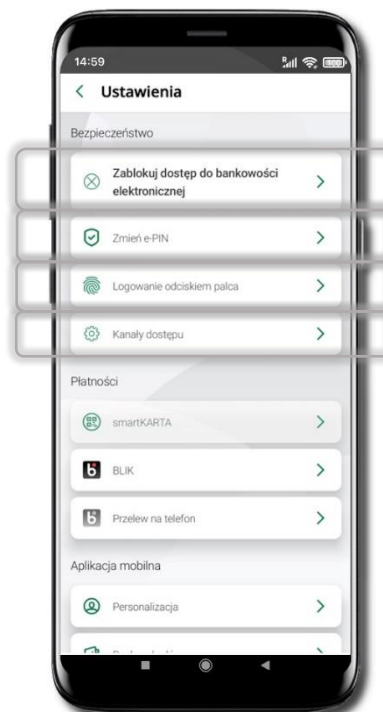 14:59
Ustawienia
Bezpieczeństwo
Zablokuj dostęp do bankowości
elektronicznej
Zmień e-PIN
Logowanie odciskiem palca
Kanały dostępu
Płatności
smartKARTA
BLIK
Przelew na telefon
Aplikacja mobilna
Personalizacja